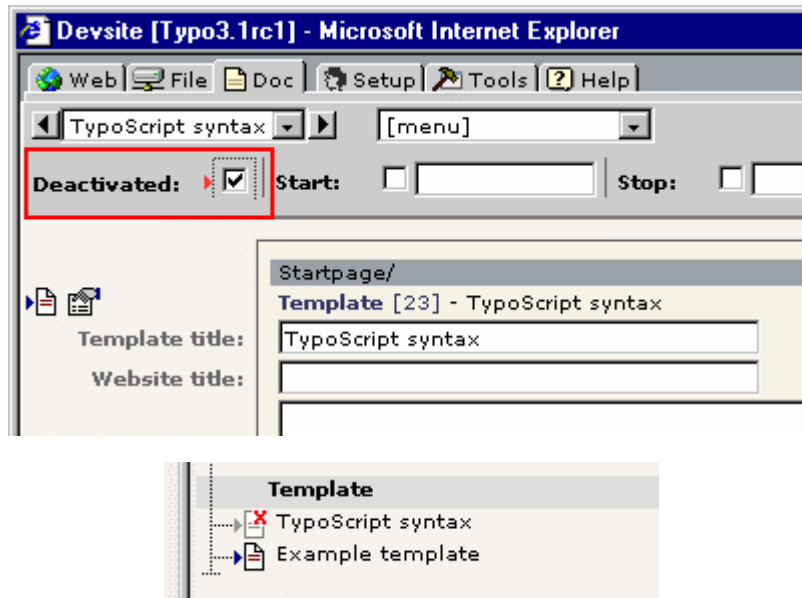 Devsite [Typo3.1rc1] - Microsoft Internet Explorer
Web File Doc Setup Tools Help
TypoScript syntax [menu]
Deactivated: Start: Stop:
Startpage/
Template [23] - TypoScript syntax
Template title: TypoScript syntax
Website title:
Template
TypoScript syntax
Example template